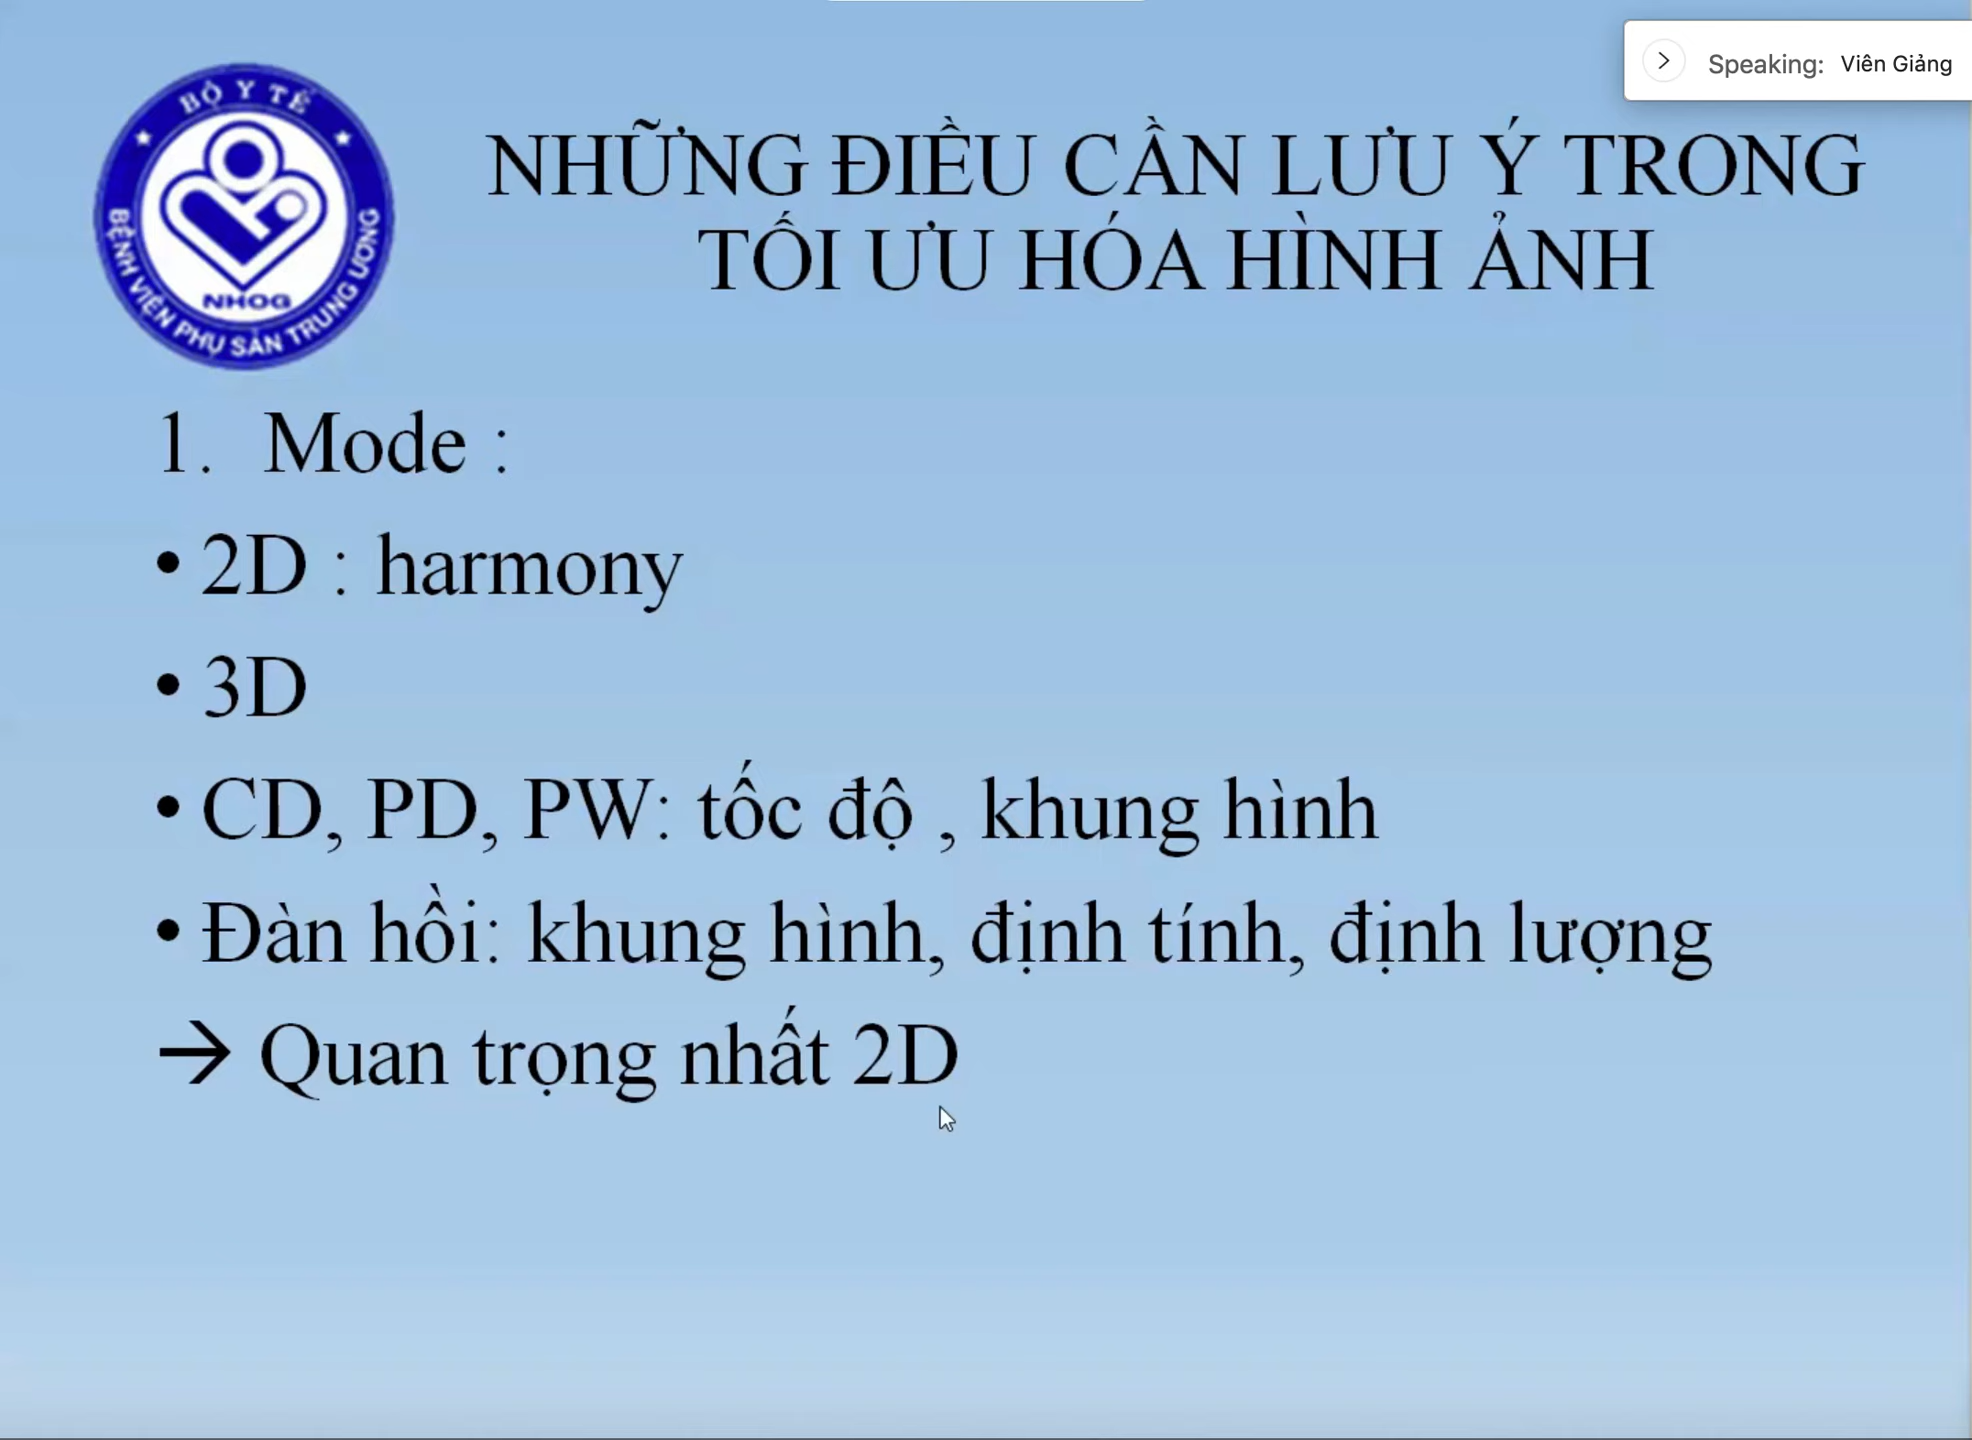 Speaking: Viên Giảng
BỘ Y TẾ
NHOG
BỆNH VIỆN PHỤ SẢN TRUNG ƯƠNG
NHỮNG ĐIỀU CẦN LƯU Ý TRONG
TỐI ƯU HÓA HÌNH ẢNH
1. Mode :
• 2D : harmony
• 3D
• CD, PD, PW: tốc độ , khung hình
• Đàn hồi: khung hình, định tính, định lượng
→ Quan trọng nhất 2D